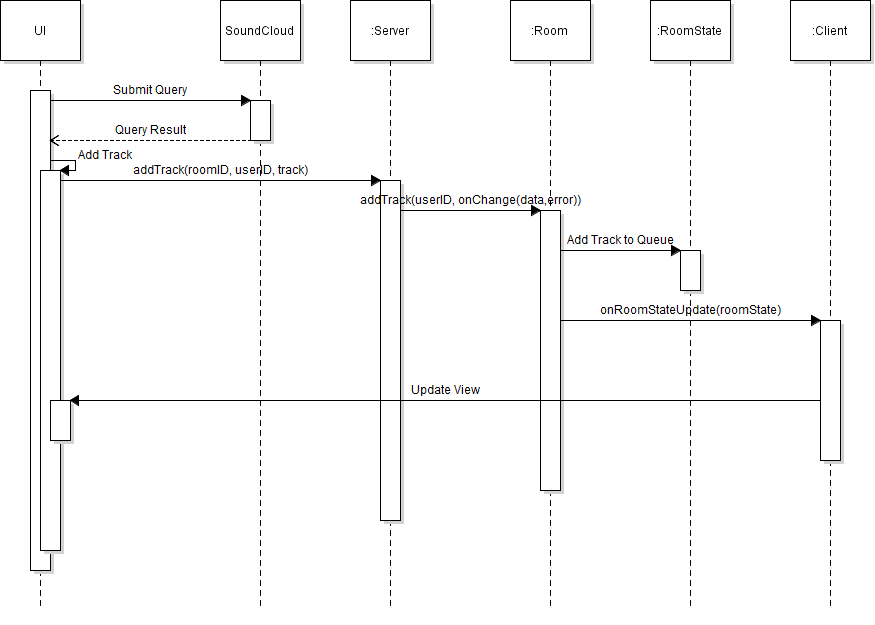 UI
SoundCloud
:Server
:Room
:RoomState
:Client
Submit Query
Query Result
Add Track
addTrack(roomID, userID, track)
addTrack(userID, onChange(data,error))
Add Track to Queue
onRoomStateUpdate(roomState)
Update View